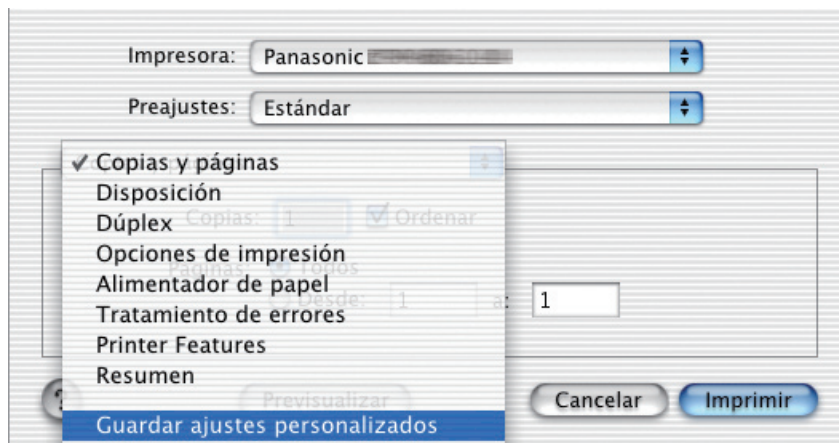 Impresora: Panasonic
Preajustes: Estándar
Copias y páginas
Disposición
Dúplex
Copias: 1 Ordenar
Opciones de impresión
Páginas: Todos
Alimentador de papel
Desde: 1 a: 1
Tratamiento de errores
Printer Features
Resumen
? Previsualizar Cancelar Imprimir
Guardar ajustes personalizados